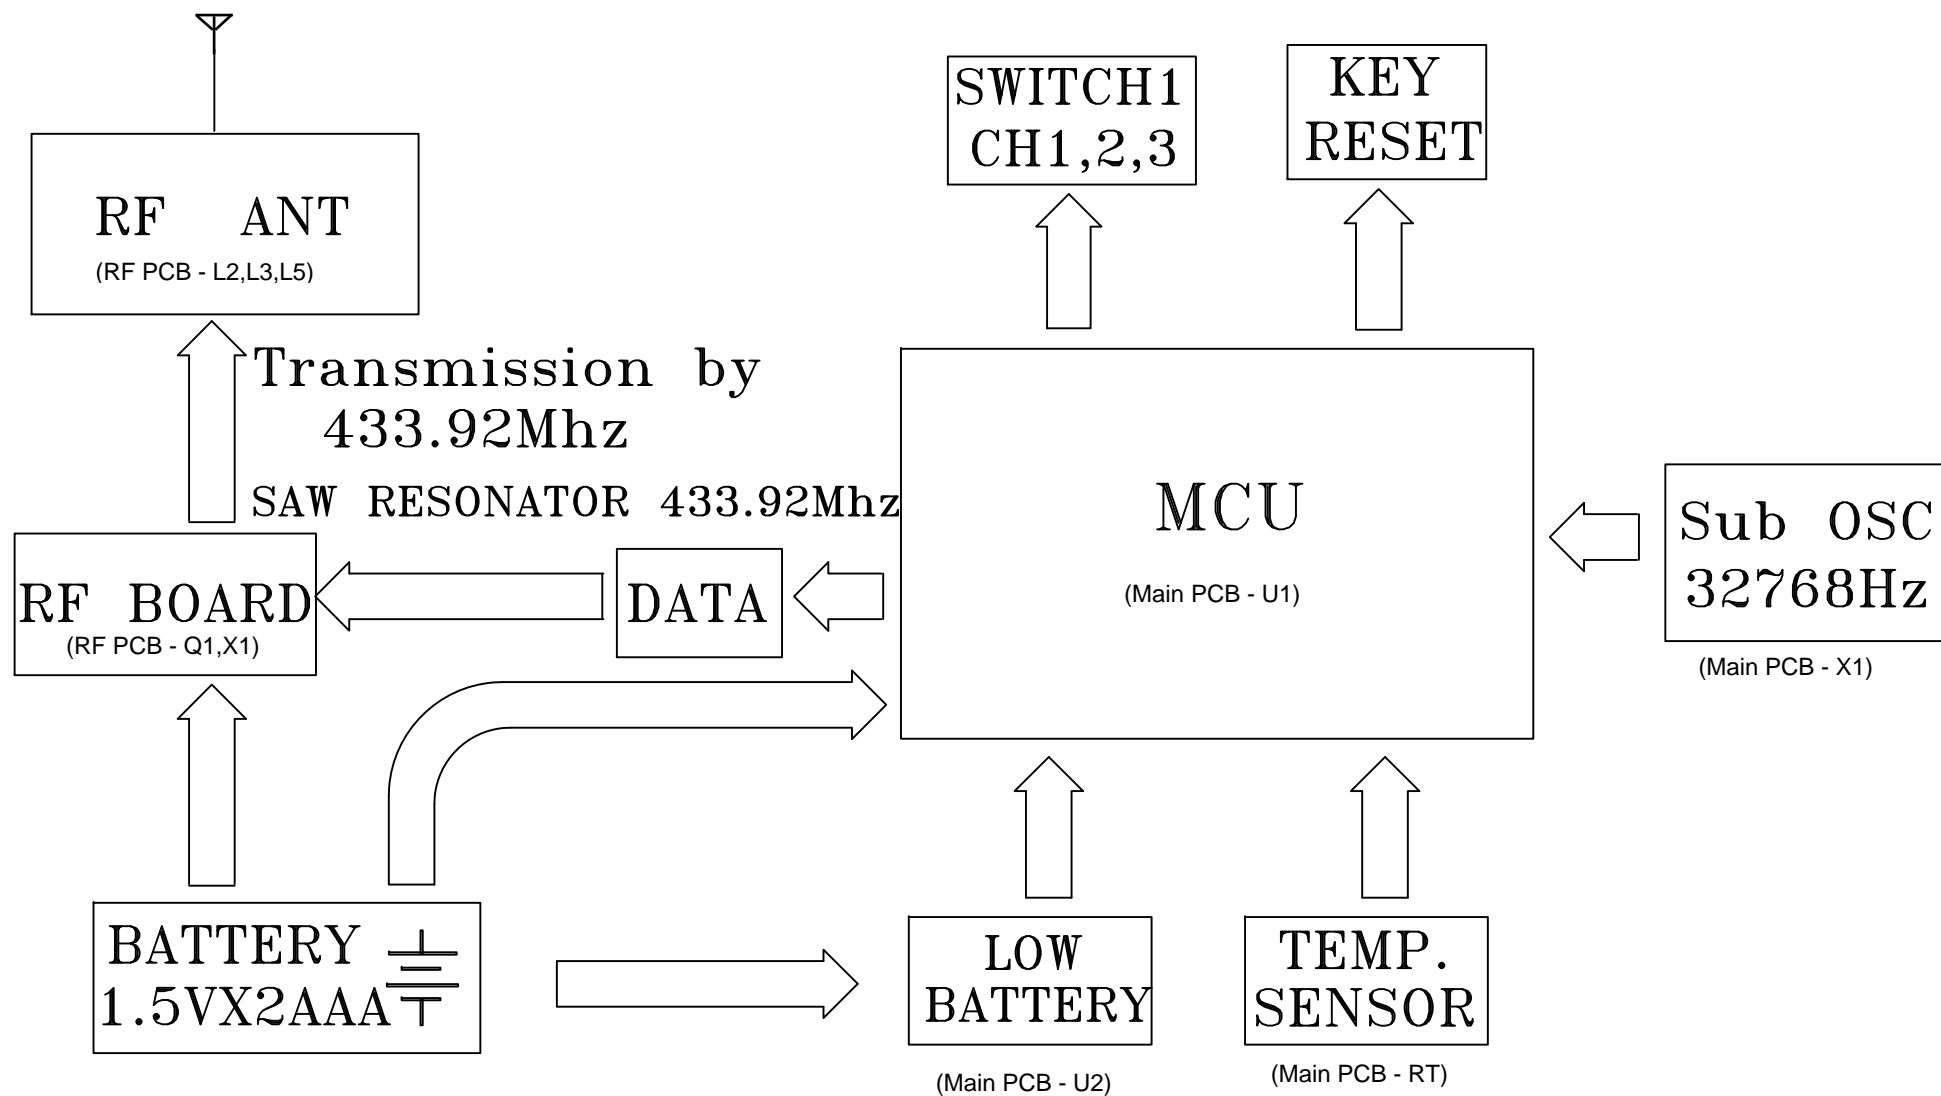 SWITCH1
CH1,2,3
KEY
RESET
RF ANT
(RF PCB - L2,L3,L5)
Transmission by
433.92Mhz
SAW RESONATOR 433.92Mhz
MCU
(Main PCB - U1)
Sub OSC
32768Hz
(Main PCB - X1)
RF BOARD
(RF PCB - Q1,X1)
DATA
BATTERY
1.5VX2AAA
LOW
BATTERY
(Main PCB - U2)
TEMP.
SENSOR
(Main PCB - RT)